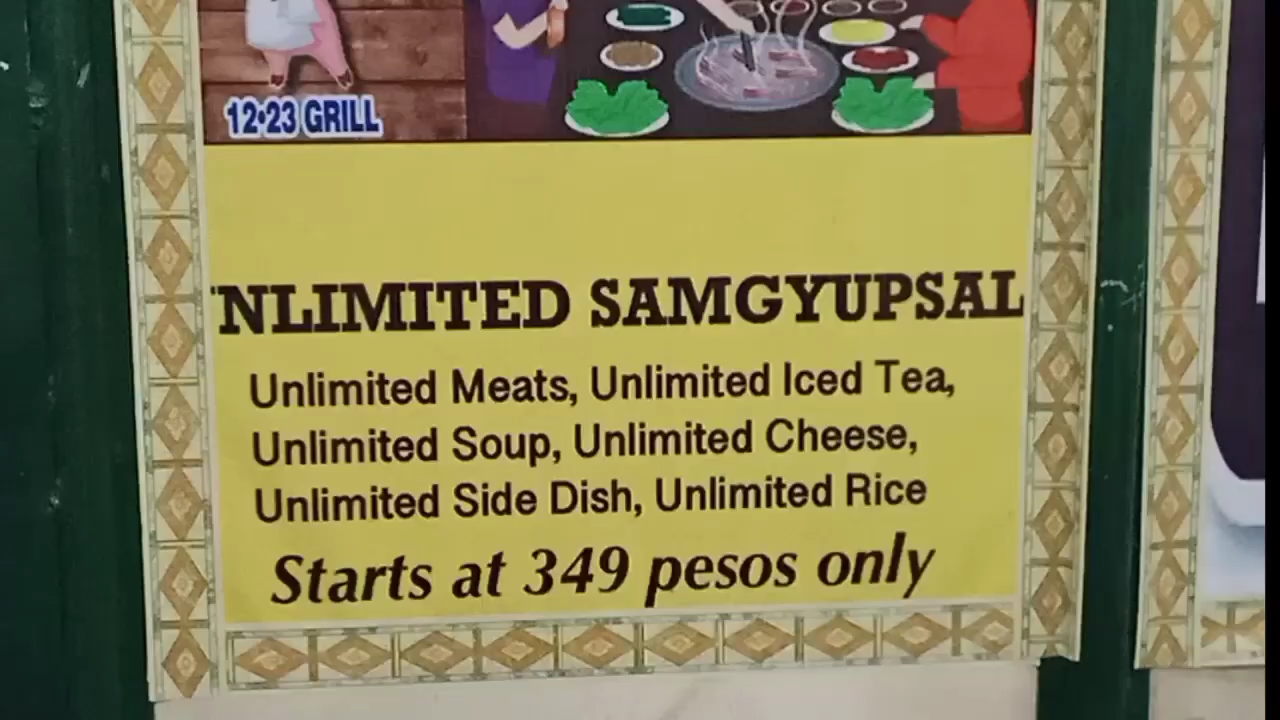 12•23 GRILL
UNLIMITED SAMGYUPSAL
Unlimited Meats, Unlimited Iced Tea,
Unlimited Soup, Unlimited Cheese,
Unlimited Side Dish, Unlimited Rice
Starts at 349 pesos only